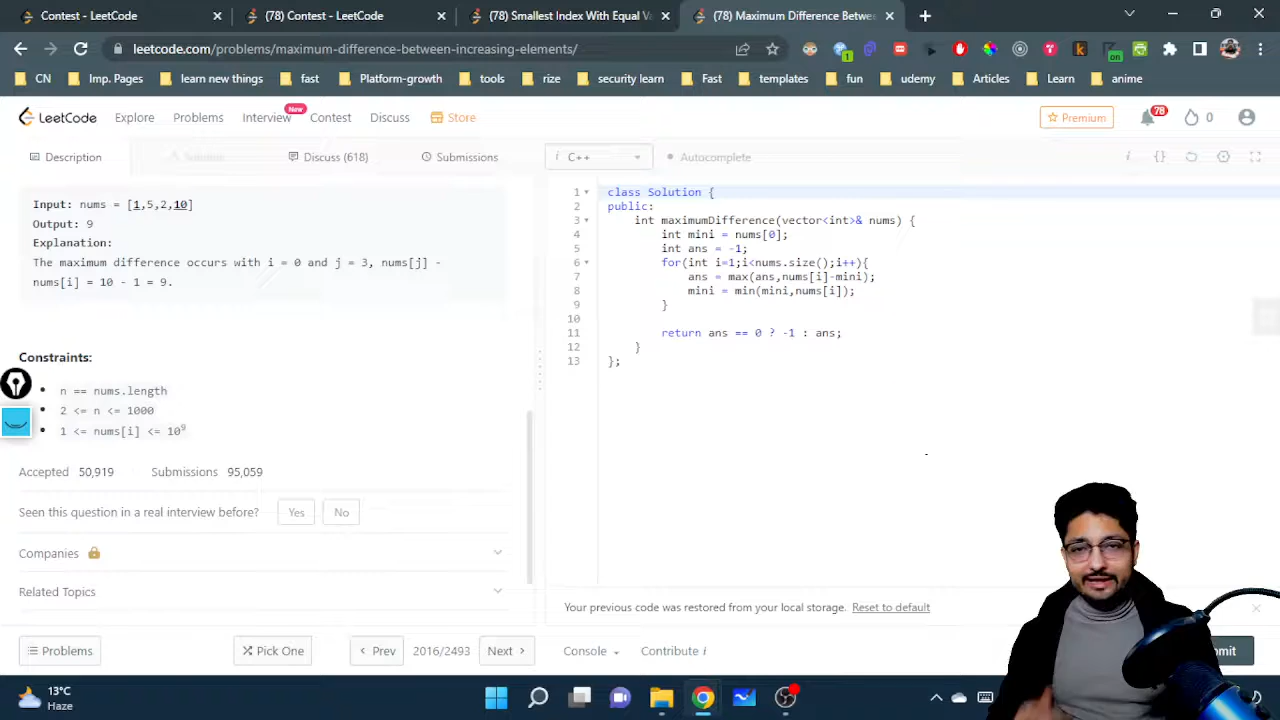 Contest - LeetCode
(78) Contest - LeetCode
(78) Smallest Index With Equal Va
(78) Maximum Difference Betwe
leetcode.com/problems/maximum-difference-between-increasing-elements/
1
on
CN
Imp. Pages
learn new things
fast
Platform-growth
tools
rize
security learn
Fast
templates
fun
udemy
Articles
Learn
anime
LeetCode
Explore
Problems
Interview
New
Contest
Discuss
Store
Premium
78
0
Description
Solution
Discuss (618)
Submissions
i C++
Autocomplete
Input: nums = [1,5,2,10]
Output: 9
Explanation:
The maximum difference occurs with i = 0 and j = 3, nums[j] -
nums[i] = 10 - 1 = 9.
Constraints:
n == nums.length
2 <= n <= 1000
1 <= nums[i] <= 10⁹
Accepted 50,919 Submissions 95,059
Seen this question in a real interview before? Yes No
Companies
Related Topics
1 class Solution {
2 public:
3 int maximumDifference(vector<int>& nums) {
4 int mini = nums[0];
5 int ans = -1;
6 for(int i=1;i<nums.size();i++){
7 ans = max(ans,nums[i]-mini);
8 mini = min(mini,nums[i]);
9 }
10
11 return ans == 0 ? -1 : ans;
12 }
13 };
Your previous code was restored from your local storage. Reset to default
Problems
Pick One
Prev
2016/2493
Next
Console
Contribute i
mit
13°C
Haze